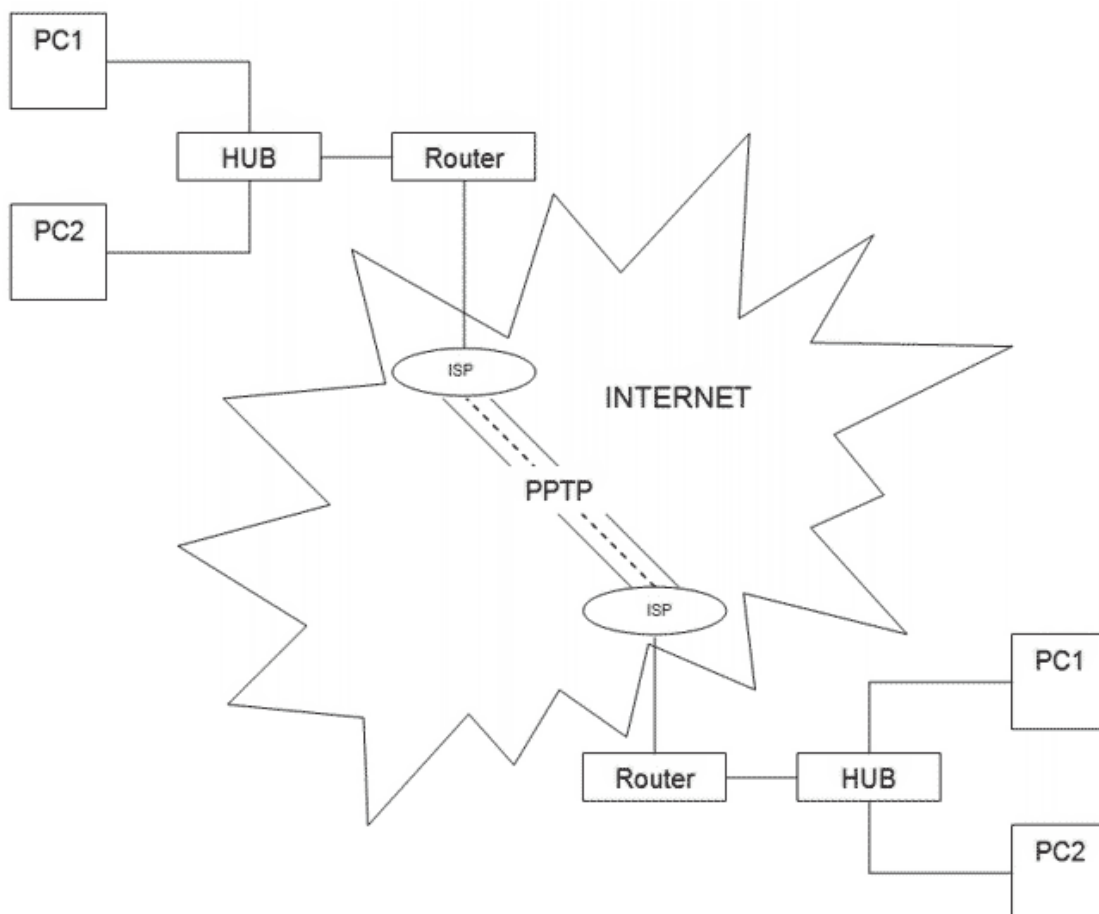 PC1
HUB
Router
PC2
ISP
INTERNET
PPTP
ISP
PC1
Router
HUB
PC2